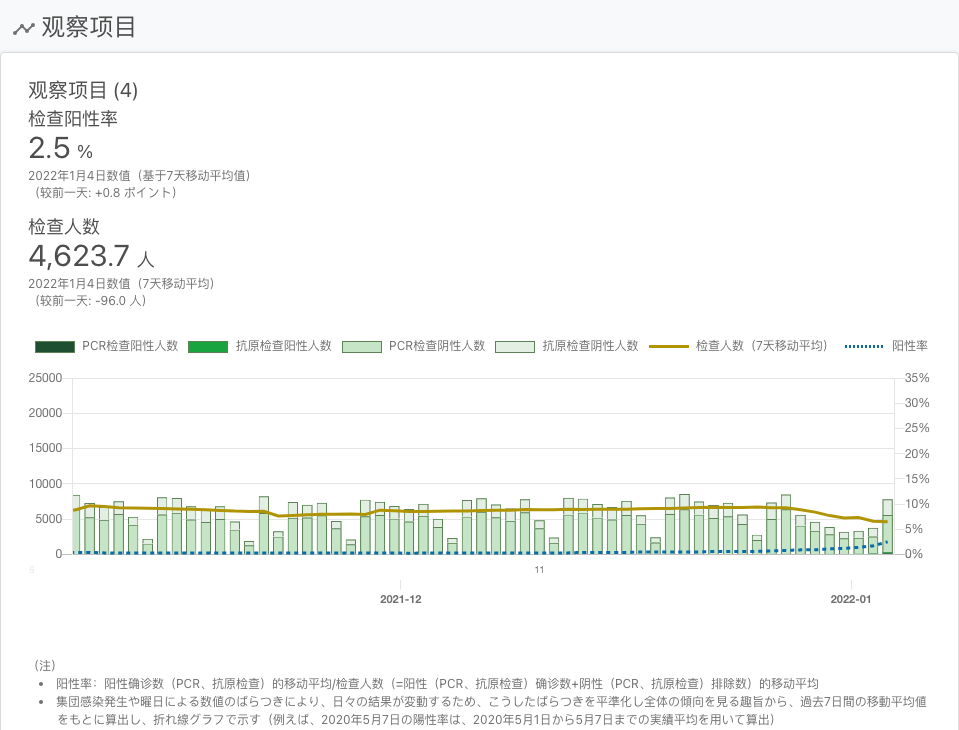 观察项目
观察项目 (4)
检查阳性率
2.5 %
2022年1月4日数值（基于7天移动平均值）
（较前一天: +0.8 ポイント）
检查人数
4,623.7 人
2022年1月4日数值（7天移动平均）
（较前一天: -96.0 人）
PCR检查阳性人数 抗原检查阳性人数 PCR检查阴性人数 抗原检查阴性人数 检查人数（7天移动平均） 阳性率
25000 35%
20000 30%
15000 25%
10000 20%
5000 15%
0 10%
5%
0%
11
2021-12 2022-01
（注）
• 阳性率：阳性确诊数（PCR、抗原检查）的移动平均/检查人数（=阳性（PCR、抗原检查）确诊数+阴性（PCR、抗原检查）排除数）的移动平均
• 集団感染発生や曜日による数値のばらつきにより、日々の結果が変動するため、こうしたばらつきを平準化し全体の傾向を見る趣旨から、過去7日間の移動平均値
をもとに算出し、折れ線グラフで示す（例えば、2020年5月7日の陽性率は、2020年5月1日から5月7日までの実績平均を用いて算出）